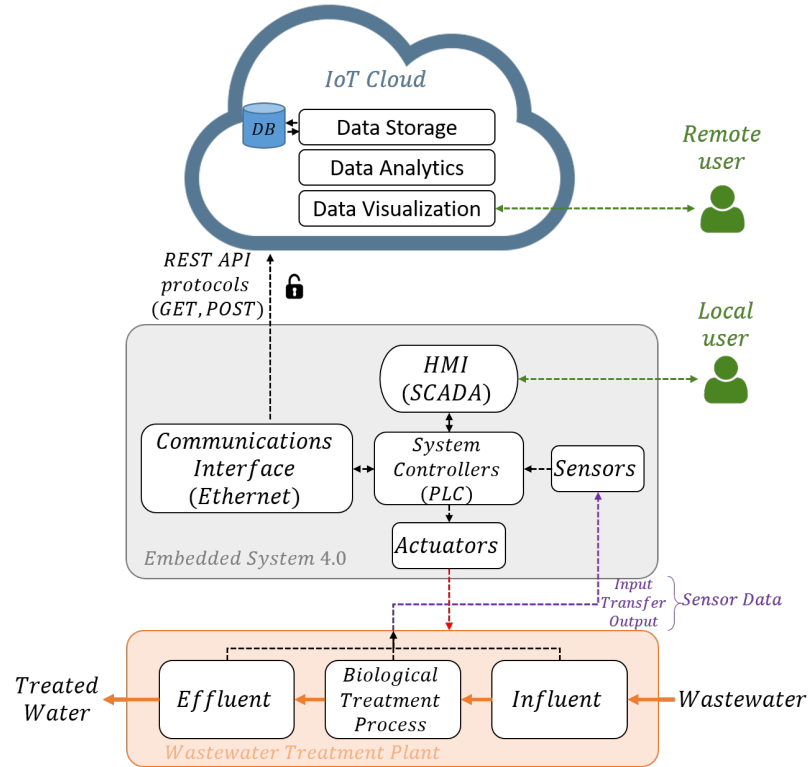 IoT Cloud
DB
Data Storage
Data Analytics
Data Visualization
Remote
user
REST API
protocols
(GET, POST)
Local
user
HMI
(SCADA)
Communications
Interface
(Ethernet)
System
Controllers
(PLC)
Sensors
Actuators
Embedded System 4.0
Input
Transfer
Output
Sensor Data
Treated
Water
Effluent
Biological
Treatment
Process
Influent
Wastewater
Wastewater Treatment Plant